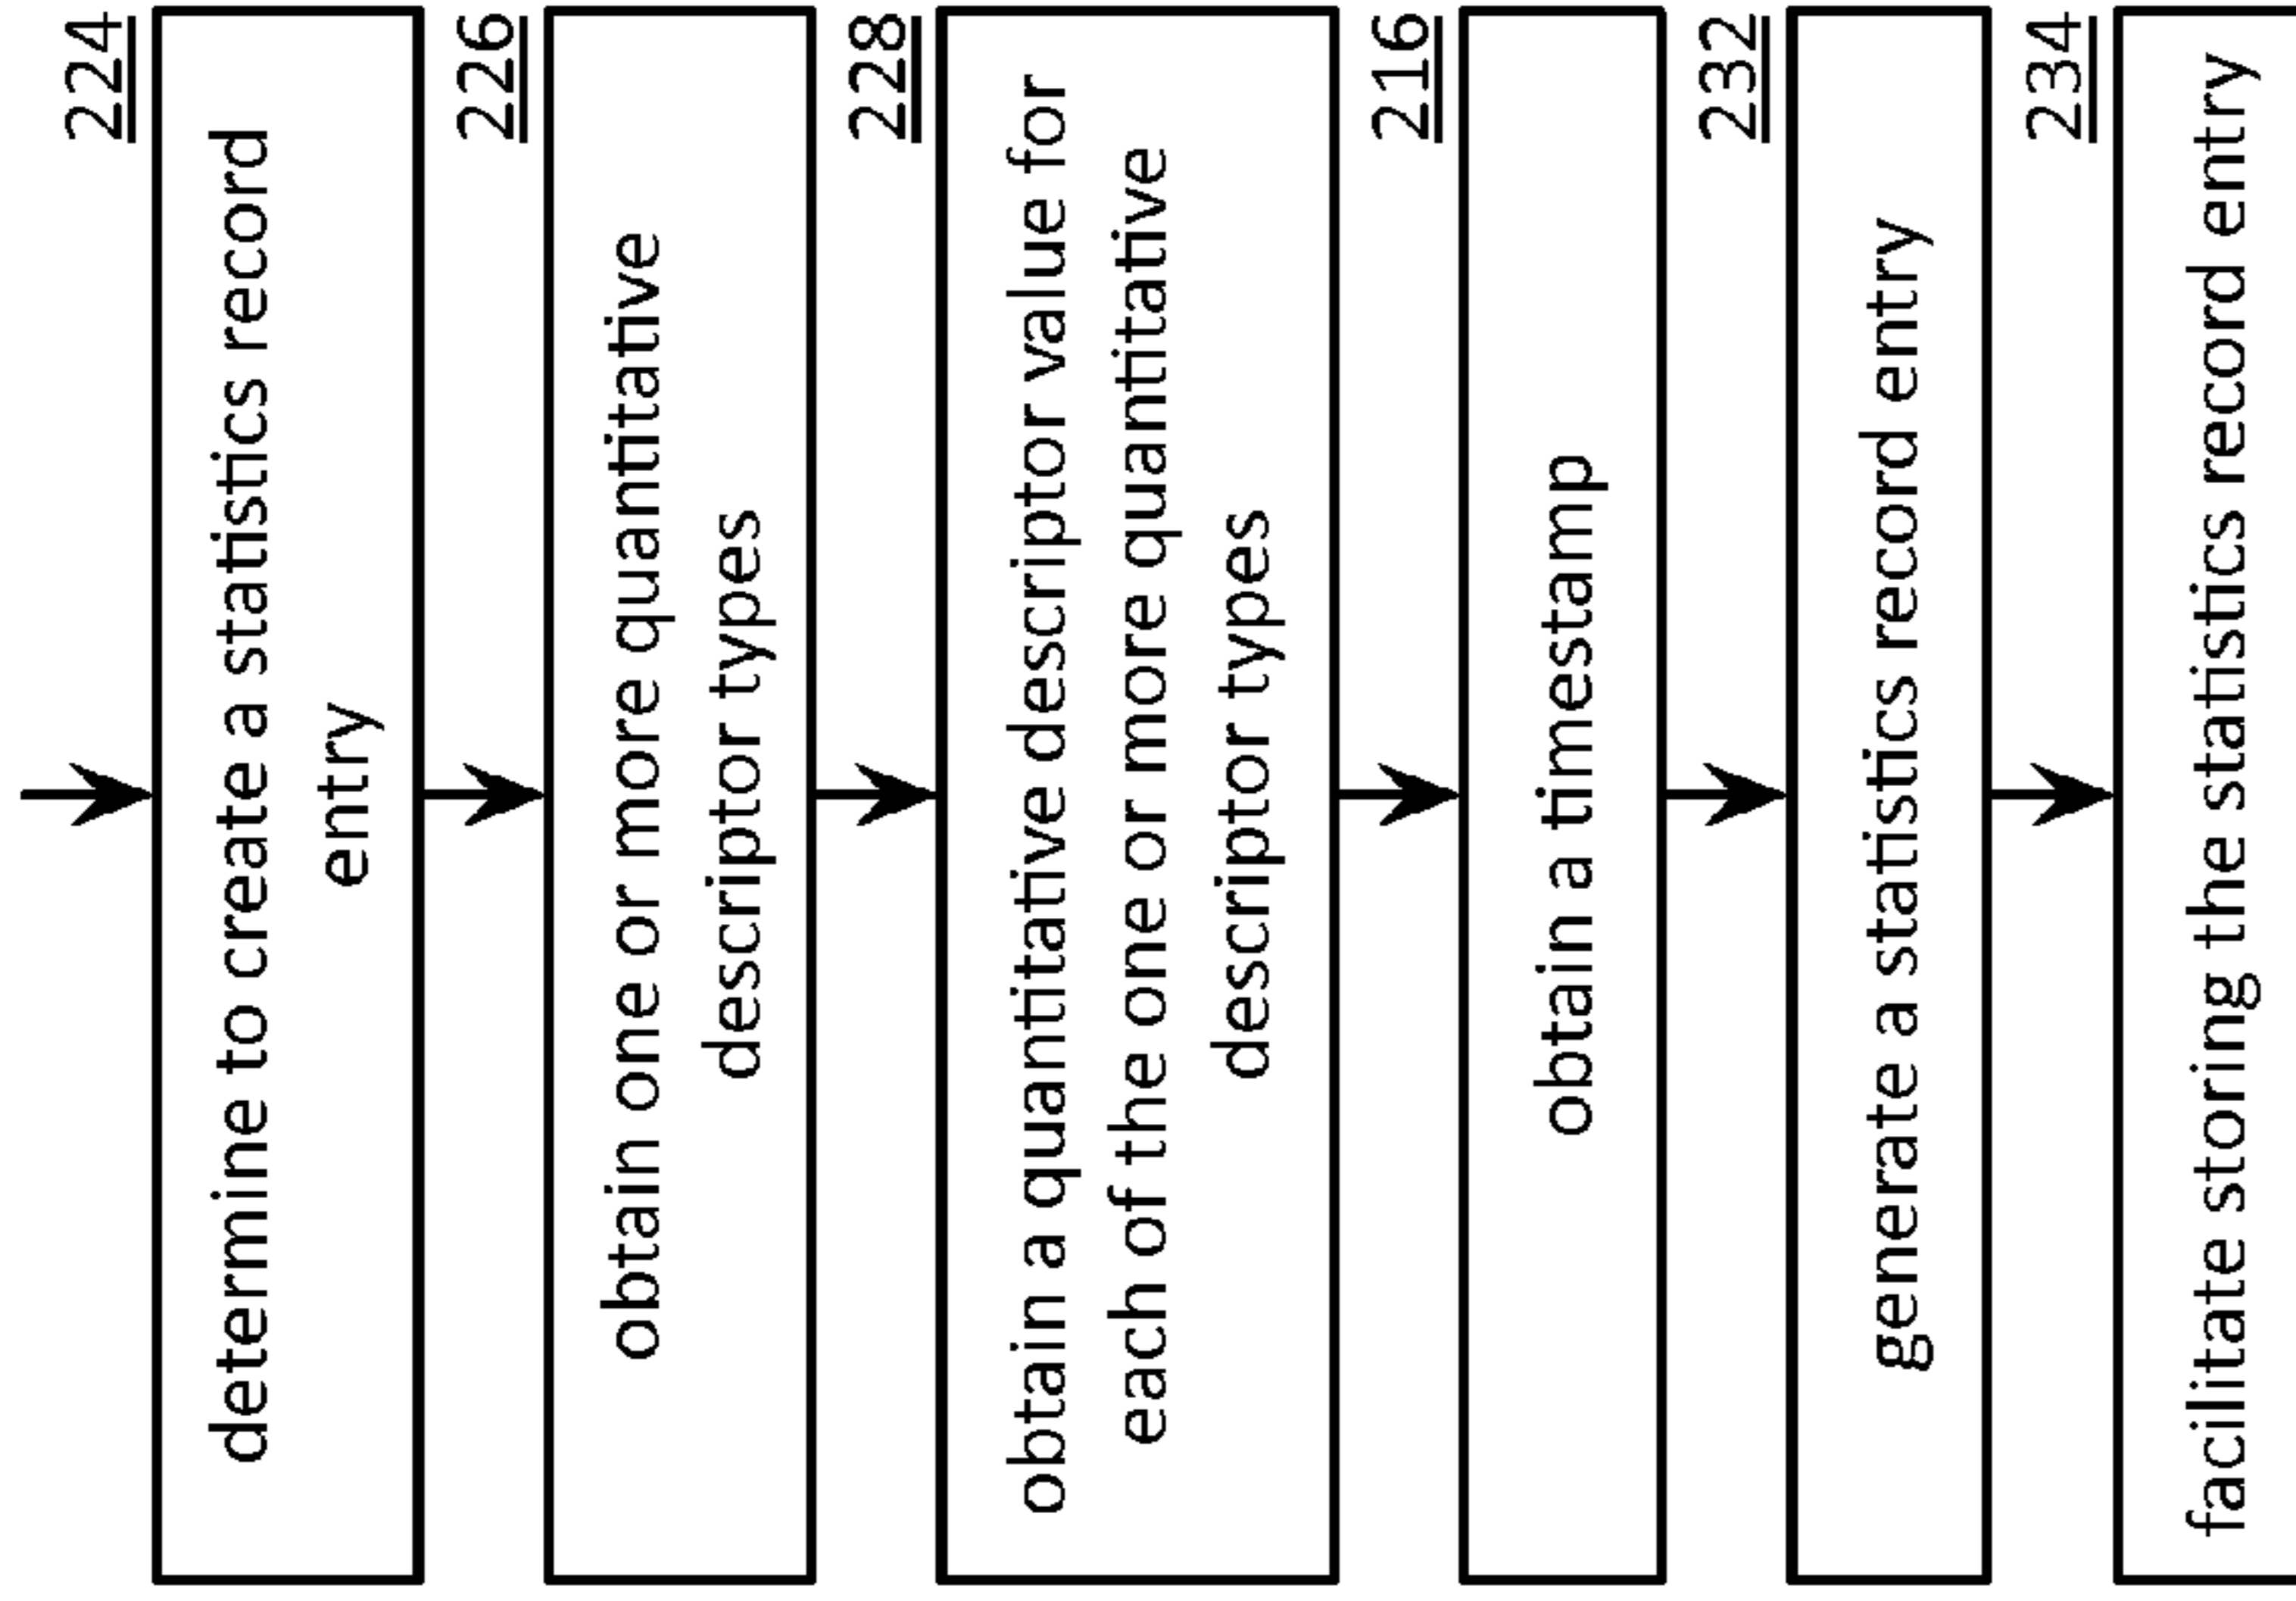 224
determine to create a statistics record
entry
226
obtain one or more quantitative
descriptor types
228
obtain a quantitative descriptor value for
each of the one or more quantitative
descriptor types
216
obtain a timestamp
232
generate a statistics record entry
234
facilitate storing the statistics record entry